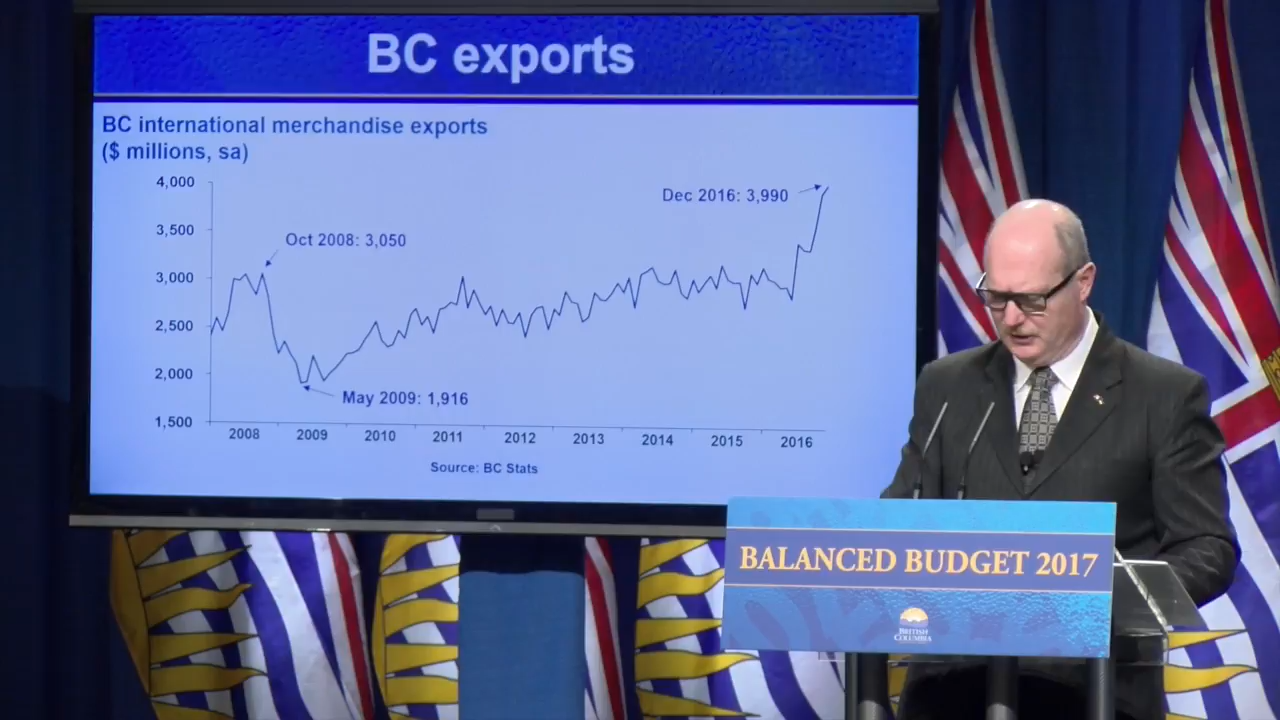 BC exports
BC international merchandise exports
($ millions, sa)
4,000
3,500
3,000
2,500
2,000
1,500
Oct 2008: 3,050
May 2009: 1,916
Dec 2016: 3,990
2008 2009 2010 2011 2012 2013 2014 2015 2016
Source: BC Stats
BALANCED BUDGET 2017
BRITISH
COLUMBIA